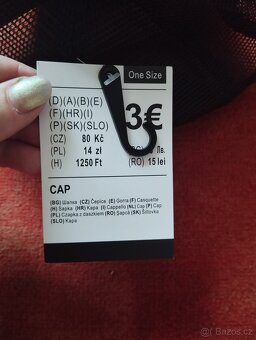 One Size
(D)(A)(B)(E)
(F)(HR)(I)
(P)(SK)(SLO)
3€
(CZ) 80 Kč
(PL) 14 zł
(H) 1250 Ft
Лв.
(RO) 15 lei
CAP
(BG) Шапка (CZ) Čepice (E) Gorra (F) Casquette
(H) Sapka (HR) Kapa (I) Cappello (NL) Cap (P) Cap
(PL) Czapka z daszkiem (RO) Șapcă (SK) Šiltovka
(SLO) Kapa
Bazos.cz